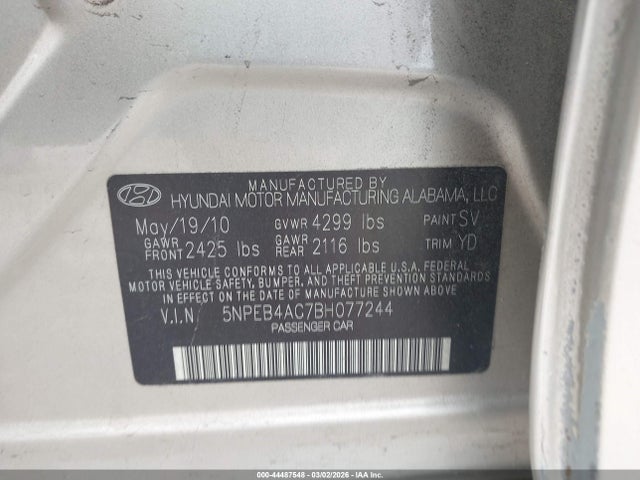 MANUFACTURED BY
HYUNDAI MOTOR MANUFACTURING ALABAMA, LLC
May/19/10 GVWR 4299 lbs PAINT SV
GAWR FRONT 2425 lbs GAWR REAR 2116 lbs TRIM YD
THIS VEHICLE CONFORMS TO ALL APPLICABLE U.S.A. FEDERAL
MOTOR VEHICLE SAFETY, BUMPER, AND THEFT PREVENTION STANDARDS
IN EFFECT ON THE DATE OF MANUFACTURE SHOWN ABOVE.
V.I.N. 5NPEB4AC7BH077244
PASSENGER CAR
000-44487548 - 03/02/2026 - IAA Inc.